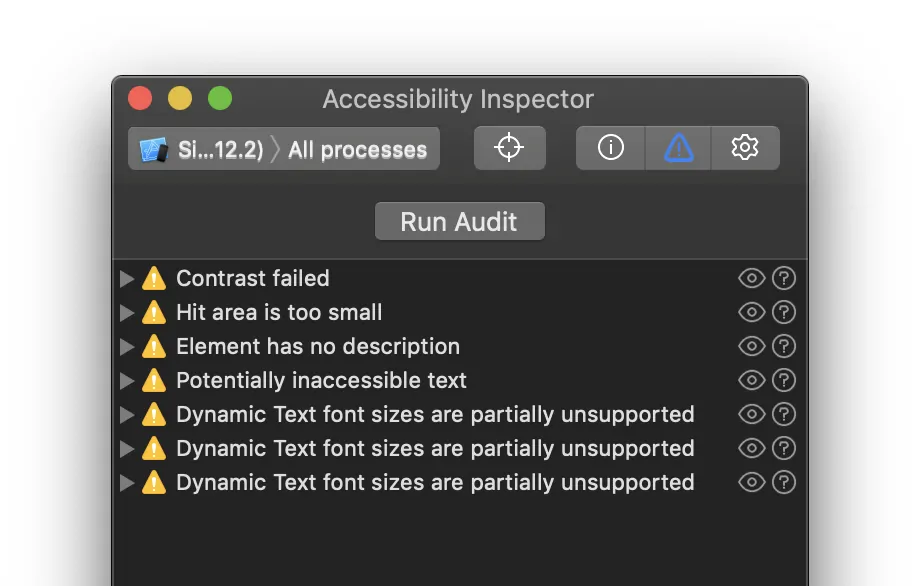 Accessibility Inspector
Si...12.2) All processes
Run Audit
Contrast failed
Hit area is too small
Element has no description
Potentially inaccessible text
Dynamic Text font sizes are partially unsupported
Dynamic Text font sizes are partially unsupported
Dynamic Text font sizes are partially unsupported